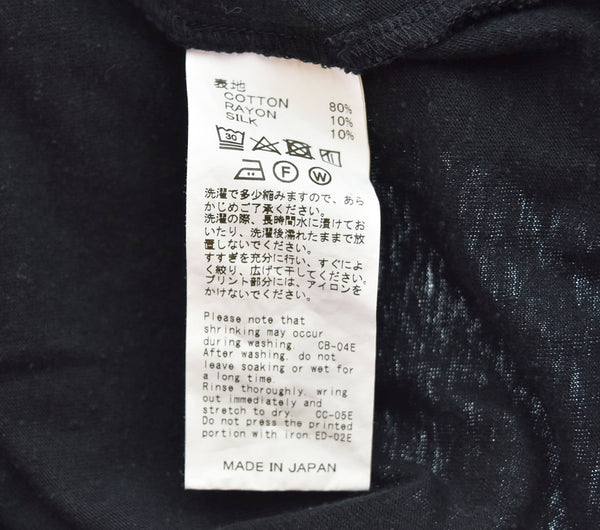 表地
COTTON 80%
RAYON 10%
SILK 10%
30
F W
洗濯で多少縮みますので、あら
かじめご了承ください。
洗濯の際、長時間水に漬けてお
いたり、洗濯後濡れたままで放
置しないでください。
すすぎを充分に行い、すぐによ
く絞り、広げて干してください。
プリント部分には、アイロンを
かけないでください。
Please note that
shrinking may occur
during washing. CB-04E
After washing, do not
leave soaking or wet for
a long time.
Rinse thoroughly, wring
out immediately and
stretch to dry. CC-05E
Do not press the printed
portion with iron.ED-02E
MADE IN JAPAN